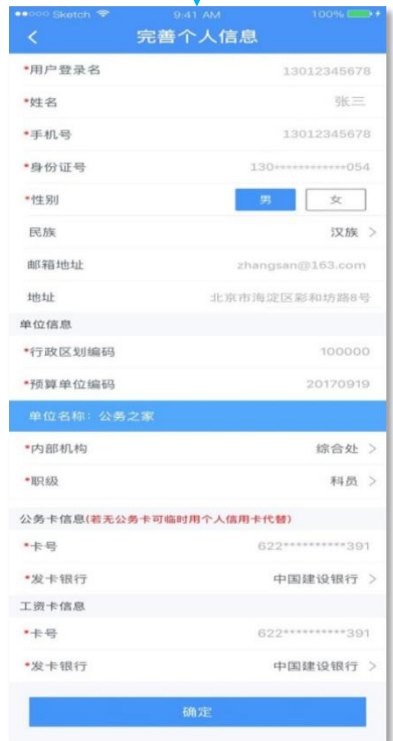 Sketch 9:41 AM 100%
完善个人信息
*用户登录名 13012345678
*姓名 张三
*手机号 13012345678
*身份证号 130************054
*性别 男 女
民族 汉族 >
邮箱地址 zhangsan@163.com
地址 北京市海淀区彩和坊路8号
单位信息
*行政区划编码 100000
*预算单位编码 20170919
单位名称: 公务之家
*内部机构 综合处 >
*职级 科员 >
公务卡信息(若无公务卡可临时用个人信用卡代替)
*卡号 622**********391
*发卡银行 中国建设银行 >
工资卡信息
*卡号 622**********391
*发卡银行 中国建设银行 >
确定